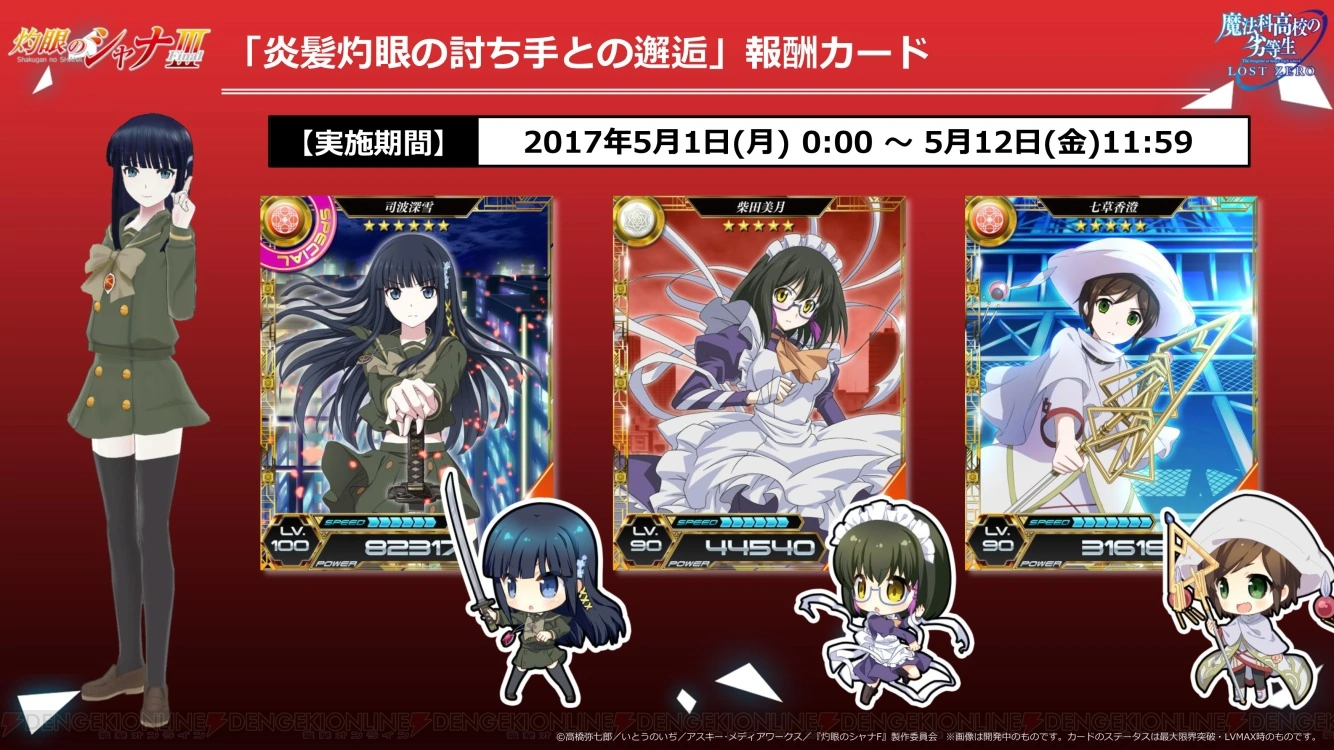 灼眼のシャナIII Final
Shakugan no SHANA
「炎髪灼眼の討ち手との邂逅」報酬カード
魔法科高校の
劣等生
LOST ZERO
【実施期間】 2017年5月1日(月) 0:00 ～ 5月12日(金)11:59
SPECIAL
司波深雪
★★★★★★
LV. 100
SPEED
82317
POWER
柴田美月
★★★★★
LV. 90
SPEED
44540
POWER
七草香澄
★★★★★
LV. 90
SPEED
31616
POWER
DENGEKIONLINE DENGEKIONLINE DENGEKIONLINE DENGEKIONLINE DENGEKIONLINE DENGEKIONLINE
©高橋弥七郎／いとうのいぢ／アスキー･メディアワークス／『灼眼のシャナF』製作委員会 ※画像は開発中のものです。カードのステータスは最大限界突破・LVMAX時のものです。